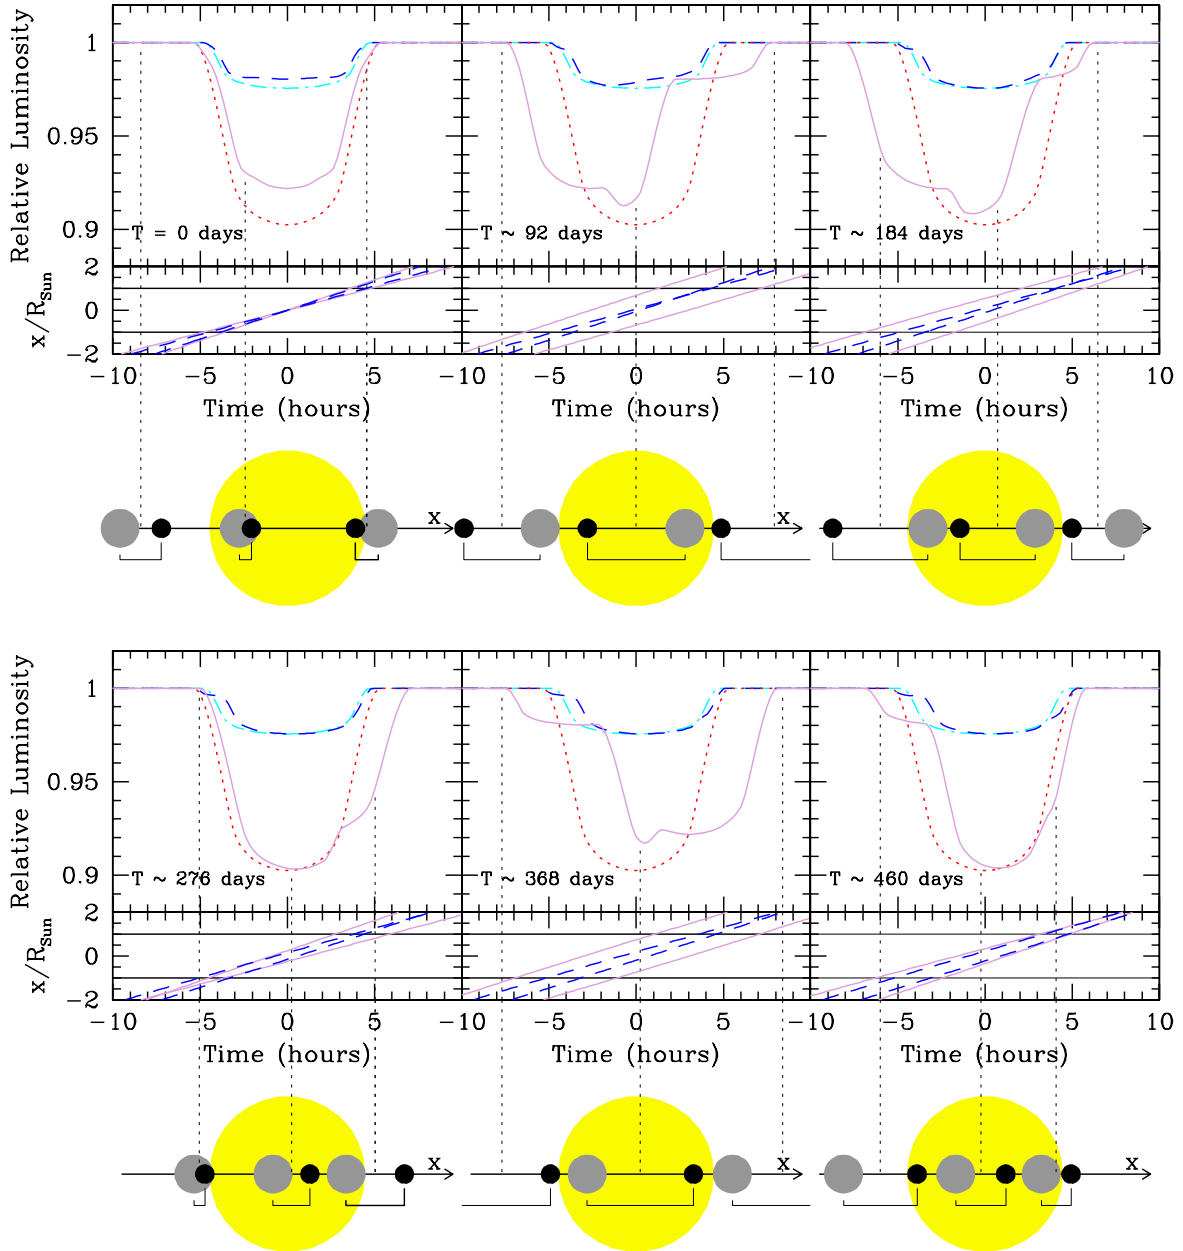 Relative Luminosity
1
0.95
0.9
T = 0 days
T ~ 92 days
T ~ 184 days
x/R_Sun
2
0
−2
−10 −5 0 5 −10 −5 0 5 −10 −5 0 5 10
Time (hours) Time (hours) Time (hours)
x x
Relative Luminosity
1
0.95
0.9
T ~ 276 days
T ~ 368 days
T ~ 460 days
x/R_Sun
2
0
−2
−10 −5 0 5 −10 −5 0 5 −10 −5 0 5 10
Time (hours) Time (hours) Time (hours)
x x x